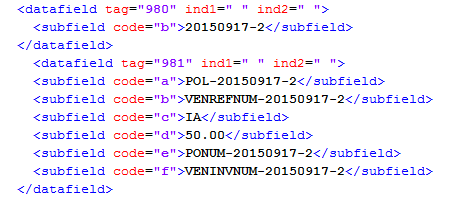 <datafield tag="980" ind1=" " ind2=" ">
<subfield code="b">20150917-2</subfield>
</datafield>
<datafield tag="981" ind1=" " ind2=" ">
<subfield code="a">POL-20150917-2</subfield>
<subfield code="b">VENREFNUM-20150917-2</subfield>
<subfield code="c">IA</subfield>
<subfield code="d">50.00</subfield>
<subfield code="e">PONUM-20150917-2</subfield>
<subfield code="f">VENINVNUM-20150917-2</subfield>
</datafield>